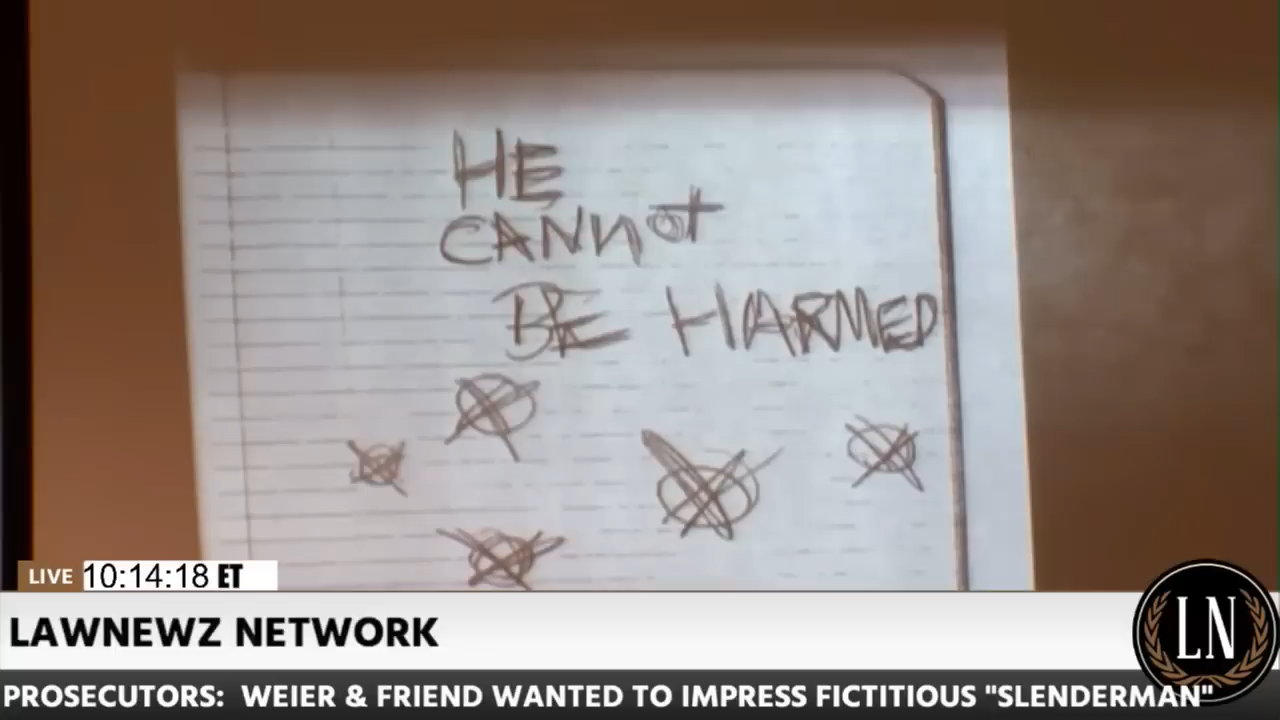 HE
CANNOT
BE HARMED
LIVE 10:14:18 ET
LAWNEWZ NETWORK
LN
PROSECUTORS: WEIER & FRIEND WANTED TO IMPRESS FICTITIOUS "SLENDERMAN"